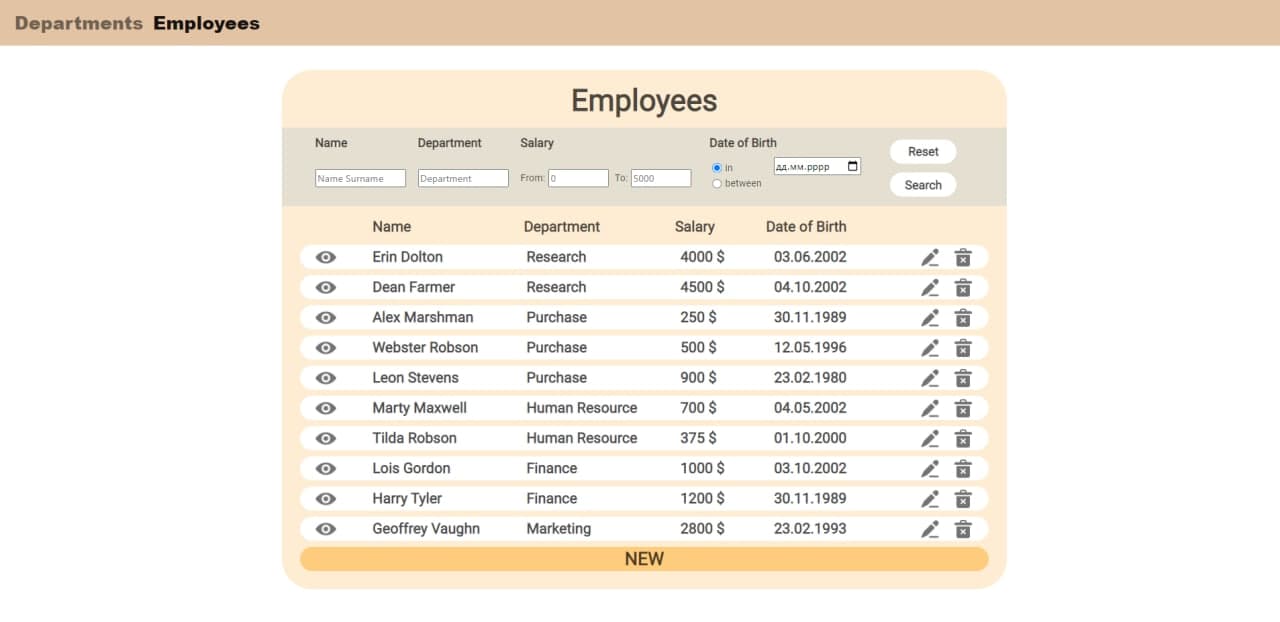 Departments Employees
Employees
Name Department Salary Date of Birth
Reset
in
дд.мм.рррр
Name Surname Department From: 0 To: 5000
between
Search
Name Department Salary Date of Birth
Erin Dolton Research 4000 $ 03.06.2002
Dean Farmer Research 4500 $ 04.10.2002
Alex Marshman Purchase 250 $ 30.11.1989
Webster Robson Purchase 500 $ 12.05.1996
Leon Stevens Purchase 900 $ 23.02.1980
Marty Maxwell Human Resource 700 $ 04.05.2002
Tilda Robson Human Resource 375 $ 01.10.2000
Lois Gordon Finance 1000 $ 03.10.2002
Harry Tyler Finance 1200 $ 30.11.1989
Geoffrey Vaughn Marketing 2800 $ 23.02.1993
NEW